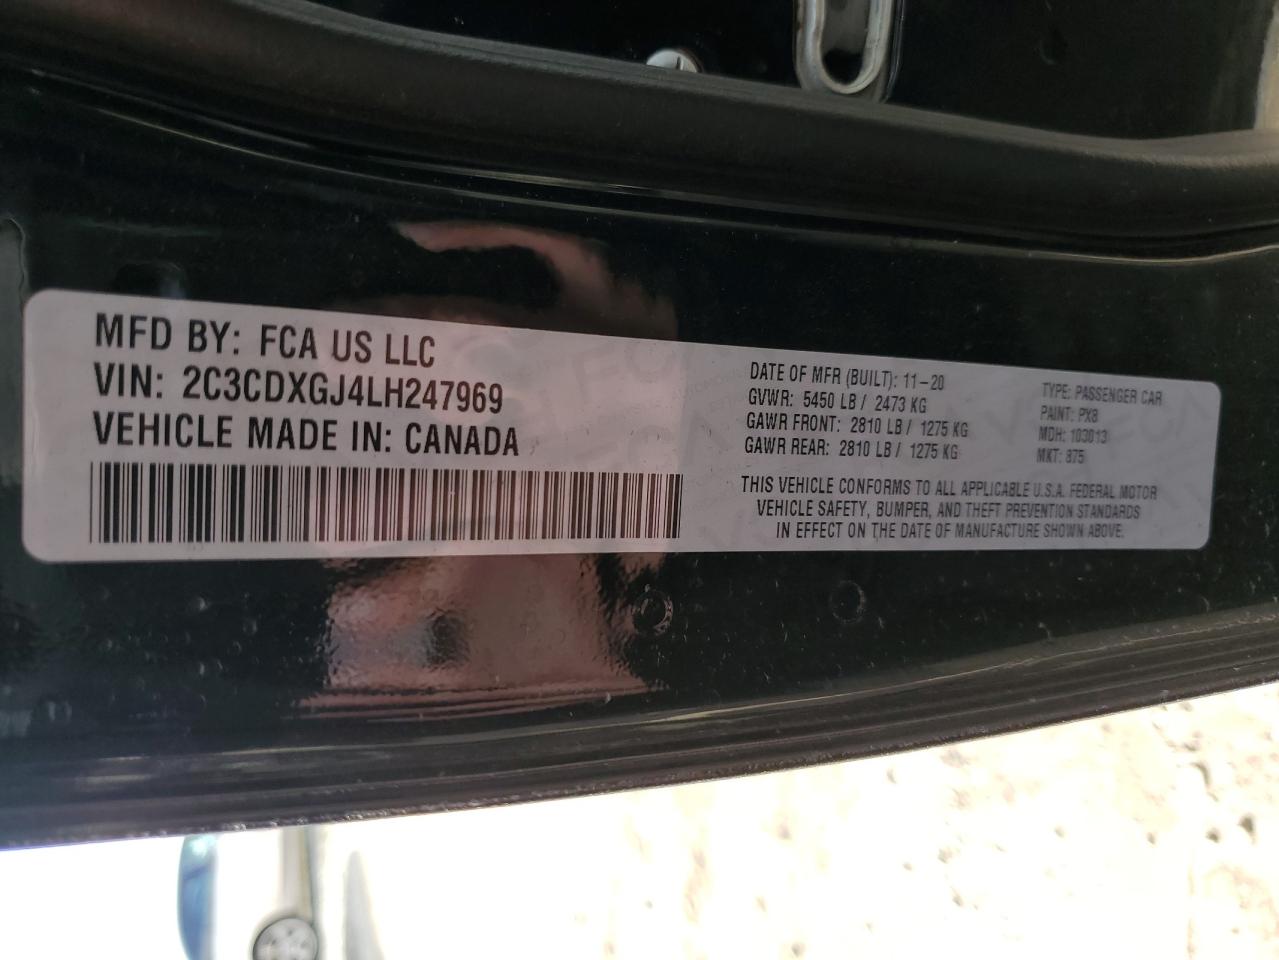 MFD BY: FCA US LLC
VIN: 2C3CDXGJ4LH247969
VEHICLE MADE IN: CANADA
DATE OF MFR (BUILT): 11-20
GVWR: 5450 LB / 2473 KG
GAWR FRONT: 2810 LB / 1275 KG
GAWR REAR: 2810 LB / 1275 KG
TYPE: PASSENGER CAR
PAINT: PX8
MDH: 103013
MKT: 875
THIS VEHICLE CONFORMS TO ALL APPLICABLE U.S.A. FEDERAL MOTOR
VEHICLE SAFETY, BUMPER, AND THEFT PREVENTION STANDARDS
IN EFFECT ON THE DATE OF MANUFACTURE SHOWN ABOVE.